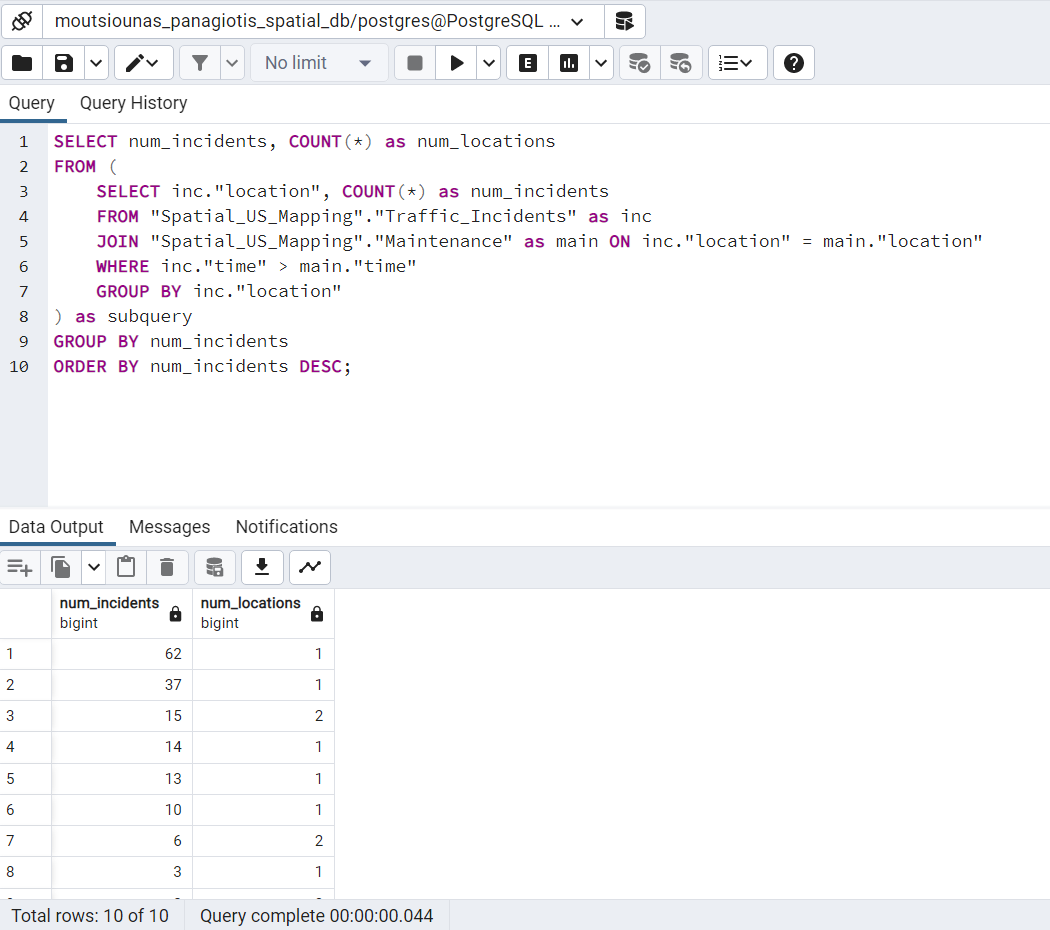 moutsiounas_panagiotis_spatial_db/postgres@PostgreSQL ...
No limit
E
Query Query History
1 SELECT num_incidents, COUNT(*) as num_locations
2 FROM (
3 SELECT inc."location", COUNT(*) as num_incidents
4 FROM "Spatial_US_Mapping"."Traffic_Incidents" as inc
5 JOIN "Spatial_US_Mapping"."Maintenance" as main ON inc."location" = main."location"
6 WHERE inc."time" > main."time"
7 GROUP BY inc."location"
8 ) as subquery
9 GROUP BY num_incidents
10 ORDER BY num_incidents DESC;
Data Output Messages Notifications
num_incidents num_locations
bigint bigint
1 62 1
2 37 1
3 15 2
4 14 1
5 13 1
6 10 1
7 6 2
8 3 1
Total rows: 10 of 10 Query complete 00:00:00.044